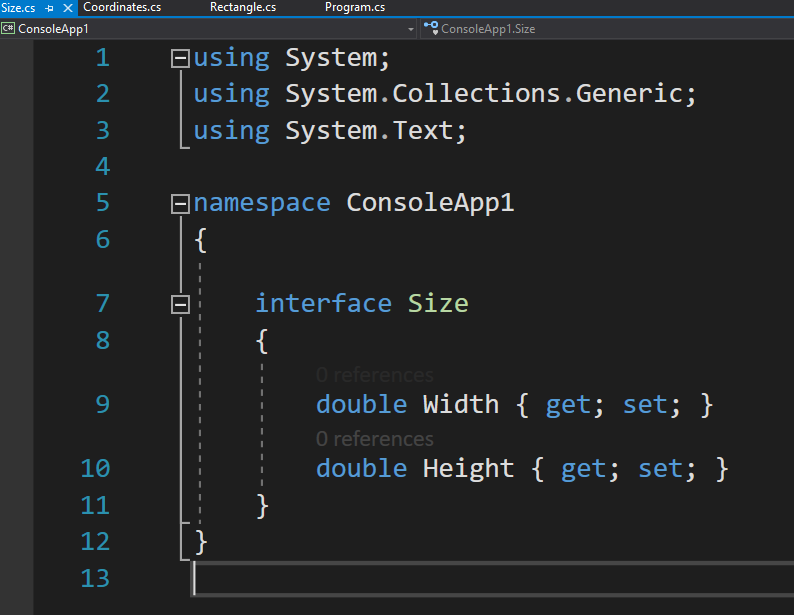 Size.cs Coordinates.cs Rectangle.cs Program.cs
C# ConsoleApp1 ConsoleApp1.Size
1 using System;
2 using System.Collections.Generic;
3 using System.Text;
4
5 namespace ConsoleApp1
6 {
7 interface Size
8 {
0 references
9 double Width { get; set; }
0 references
10 double Height { get; set; }
11 }
12 }
13